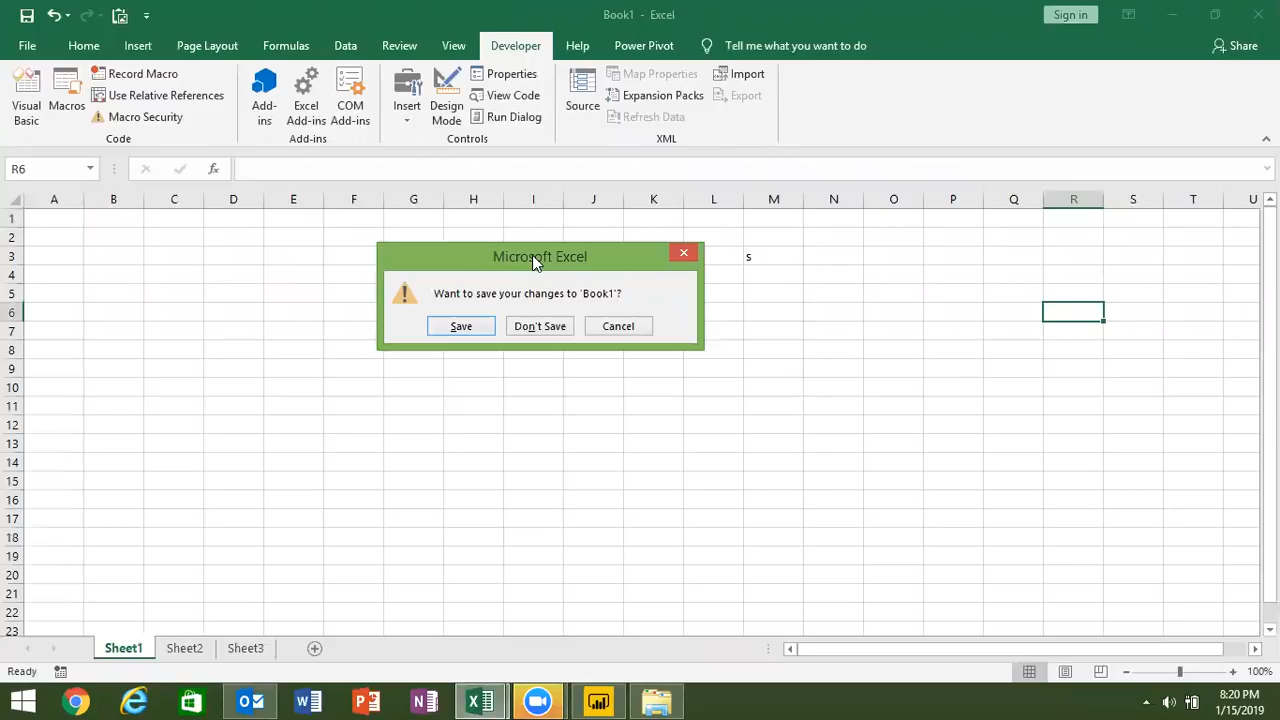 Book1 - Excel
Sign in
File Home Insert Page Layout Formulas Data Review View Developer Help Power Pivot Tell me what you want to do Share
Visual Basic
Macros
Record Macro
Use Relative References
Macro Security
Code
Add-ins
Excel Add-ins
COM Add-ins
Add-ins
Insert
Design Mode
Properties
View Code
Run Dialog
Controls
Source
Map Properties
Expansion Packs
Refresh Data
Import
Export
XML
R6
fx
A B C D E F G H I J K L M N O P Q R S T U
1
2
3 s
4
5
6
7
8
9
10
11
12
13
14
15
16
17
18
19
20
21
22
23
Microsoft Excel
Want to save your changes to 'Book1'?
Save Don't Save Cancel
Sheet1 Sheet2 Sheet3
Ready
100%
8:20 PM
1/15/2019